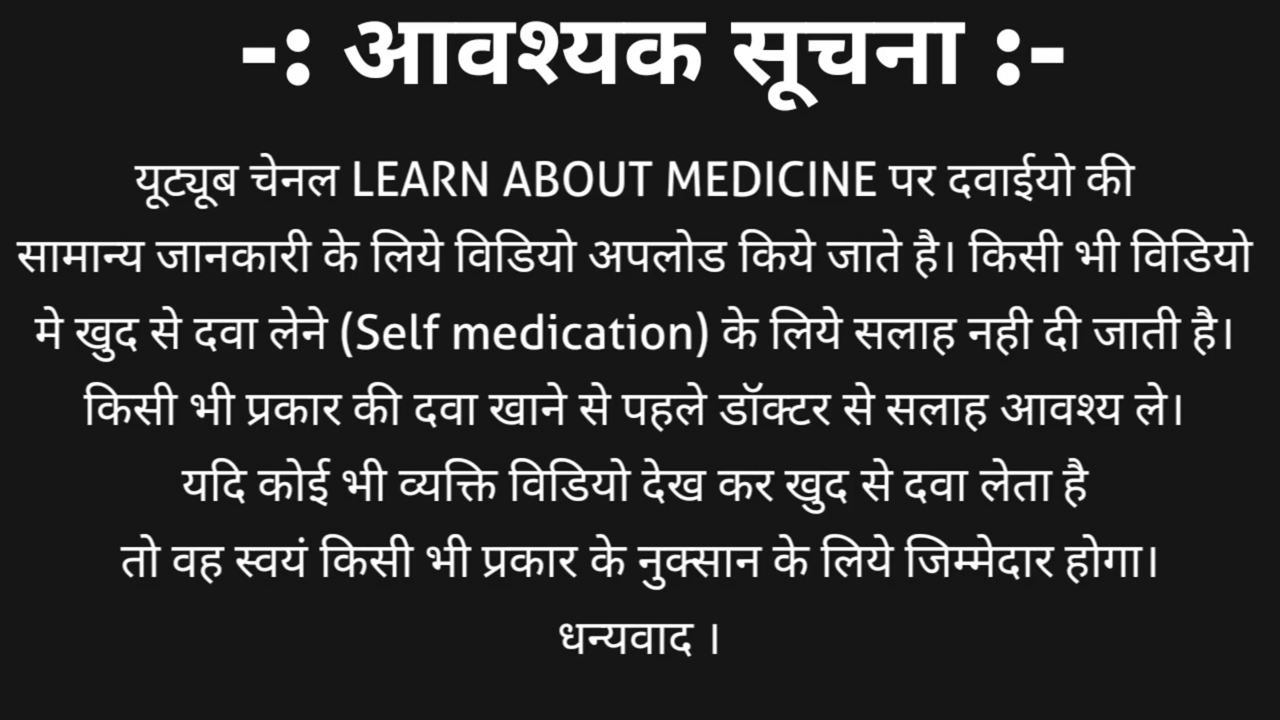 -: आवश्यक सूचना :-
यूट्यूब चेनल LEARN ABOUT MEDICINE पर दवाईयो की
सामान्य जानकारी के लिये विडियो अपलोड किये जाते है। किसी भी विडियो
मे खुद से दवा लेने (Self medication) के लिये सलाह नही दी जाती है।
किसी भी प्रकार की दवा खाने से पहले डॉक्टर से सलाह आवश्य ले।
यदि कोई भी व्यक्ति विडियो देख कर खुद से दवा लेता है
तो वह स्वयं किसी भी प्रकार के नुक्सान के लिये जिम्मेदार होगा।
धन्यवाद ।